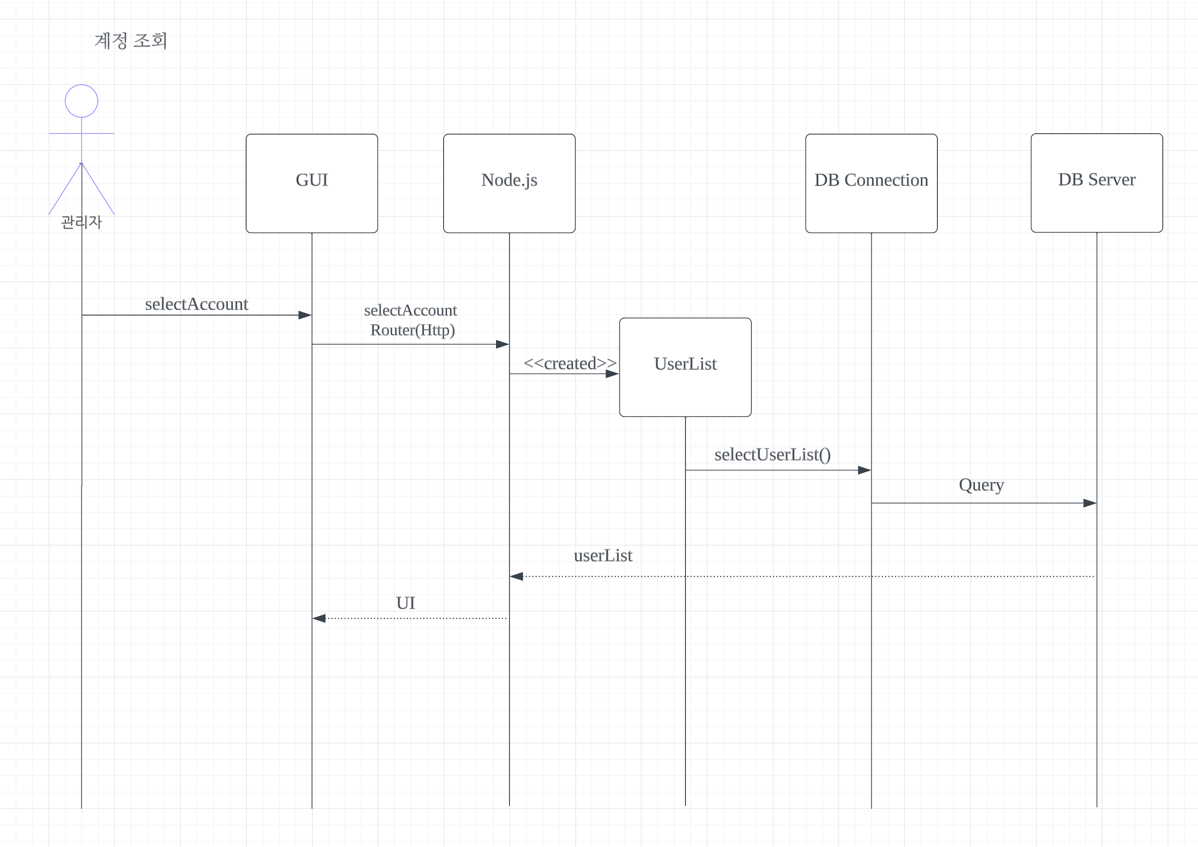 계정 조회
관리자
GUI
Node.js
DB Connection
DB Server
selectAccount
selectAccount
Router(Http)
<<created>>
UserList
selectUserList()
Query
userList
UI